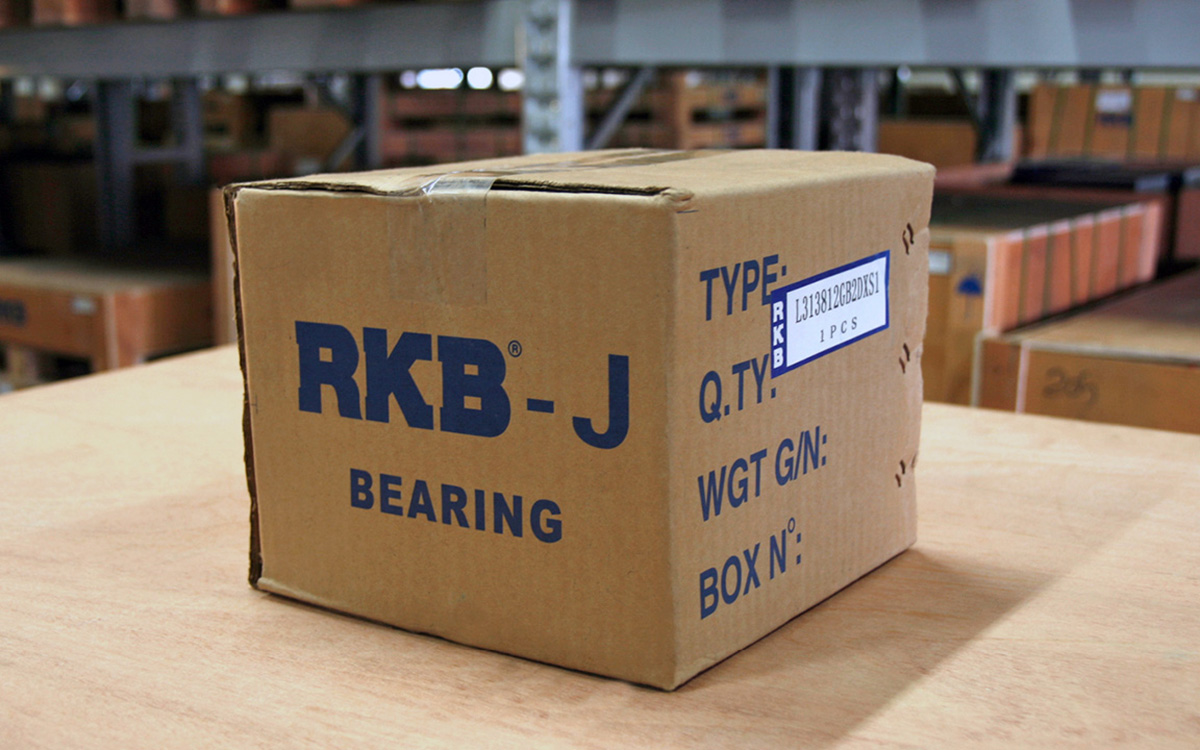 RKB® - J
BEARING
TYPE:
RKB
L313812GB2DXS1
1PCS
Q.TY:
WGT G/N:
BOX N°: